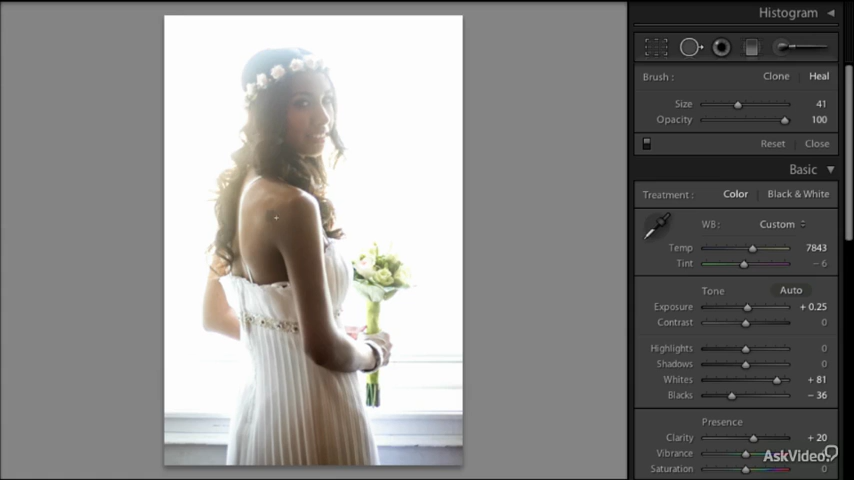 Histogram
Brush : Clone Heal
Size 41
Opacity 100
Reset Close
Basic
Treatment : Color Black & White
WB : Custom
Temp 7843
Tint – 6
Tone Auto
Exposure + 0.25
Contrast 0
Highlights 0
Shadows 0
Whites + 81
Blacks – 36
Presence
Clarity + 20
Vibrance
AskVideo
Saturation 0